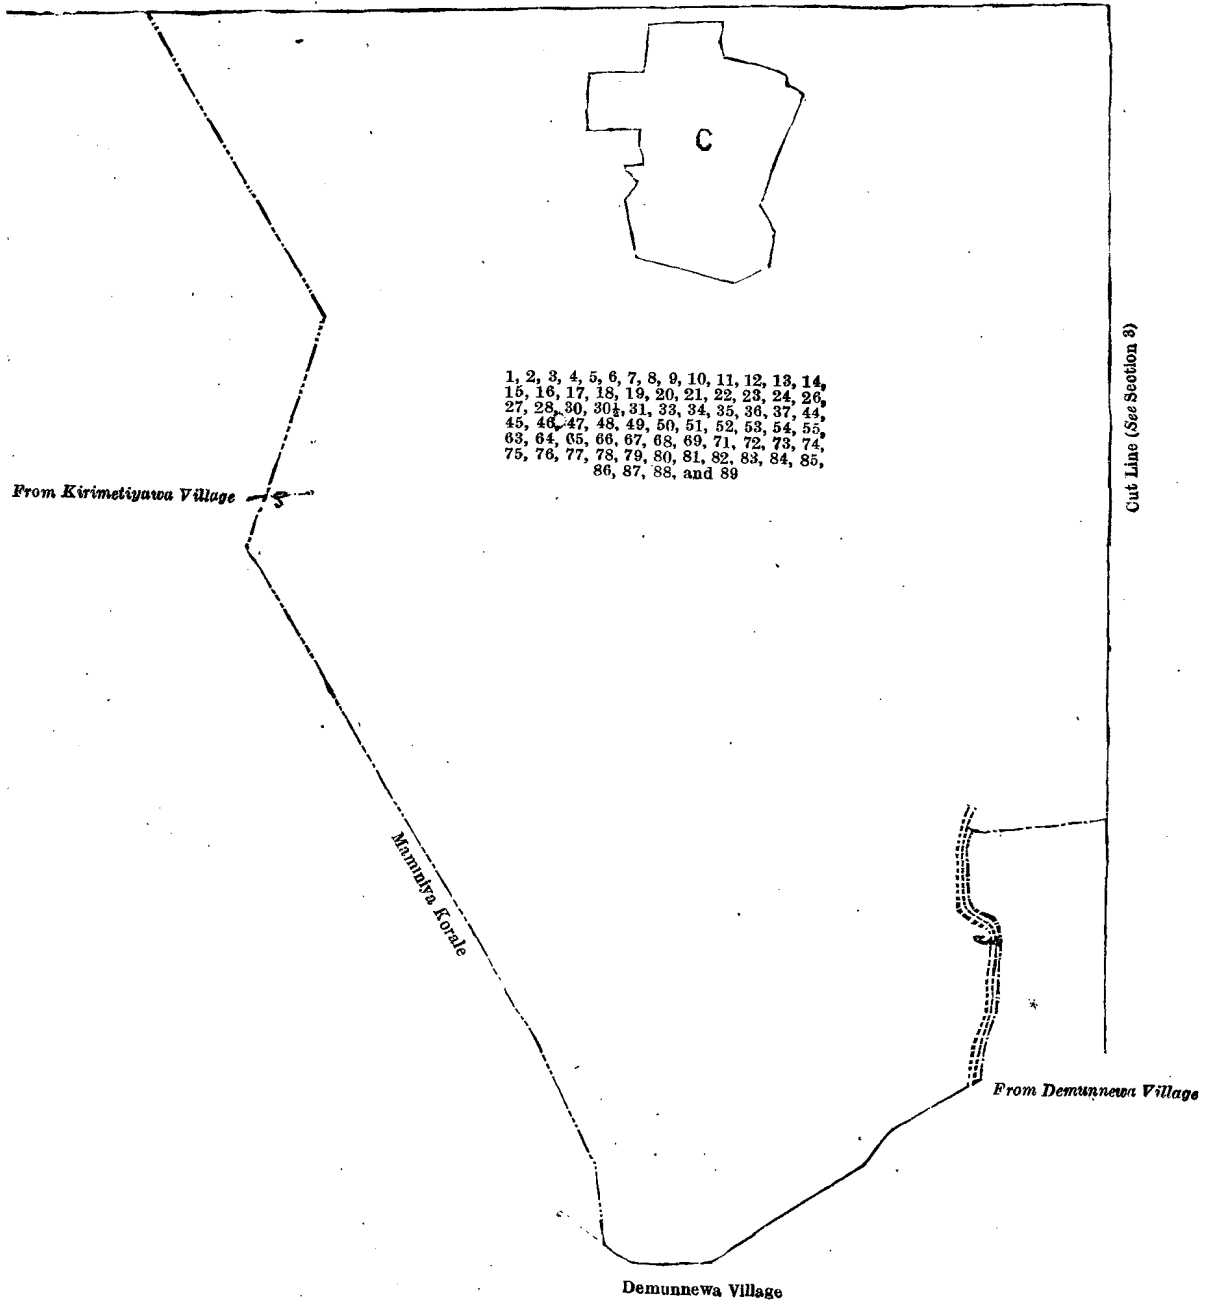 C
1, 2, 3, 4, 5, 6, 7, 8, 9, 10, 11, 12, 13, 14,
15, 16, 17, 18, 19, 20, 21, 22, 23, 24, 26,
27, 28, 30, 30½, 31, 33, 34, 35, 36, 37, 44,
45, 46, 47, 48, 49, 50, 51, 52, 53, 54, 55,
63, 64, 65, 66, 67, 68, 69, 71, 72, 73, 74,
75, 76, 77, 78, 79, 80, 81, 82, 83, 84, 85,
86, 87, 88, and 89
Cut Line (See Section 3)
From Kirimetiyawa Village
Mamuniya Korale
From Demunnewa Village
Demunnewa Village